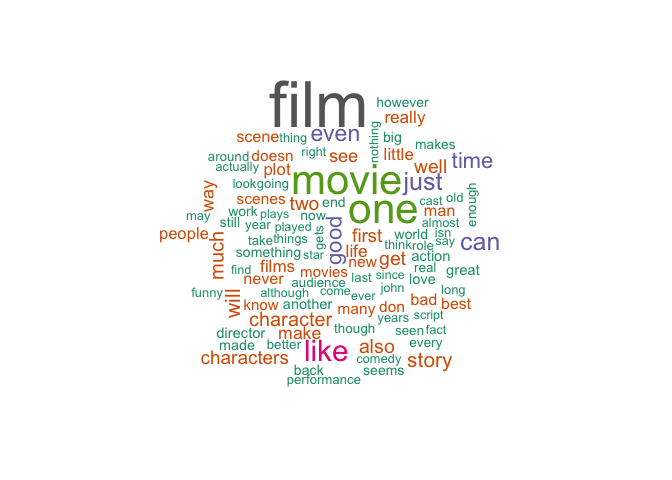 film
however
really
scene thing even nothing big makes
around doesn right see little well time
actually plot
look going movie just
way scenes two end one cast old enough
may work plays now man almost
still year played gets good first world isn
people take things think role say can
much something star life get action
films new real great
find never movies audience last since love
funny will although come ever john long
know another many don bad best
character years script
director make though seen fact
made better like also every
characters comedy story
back seems
performance